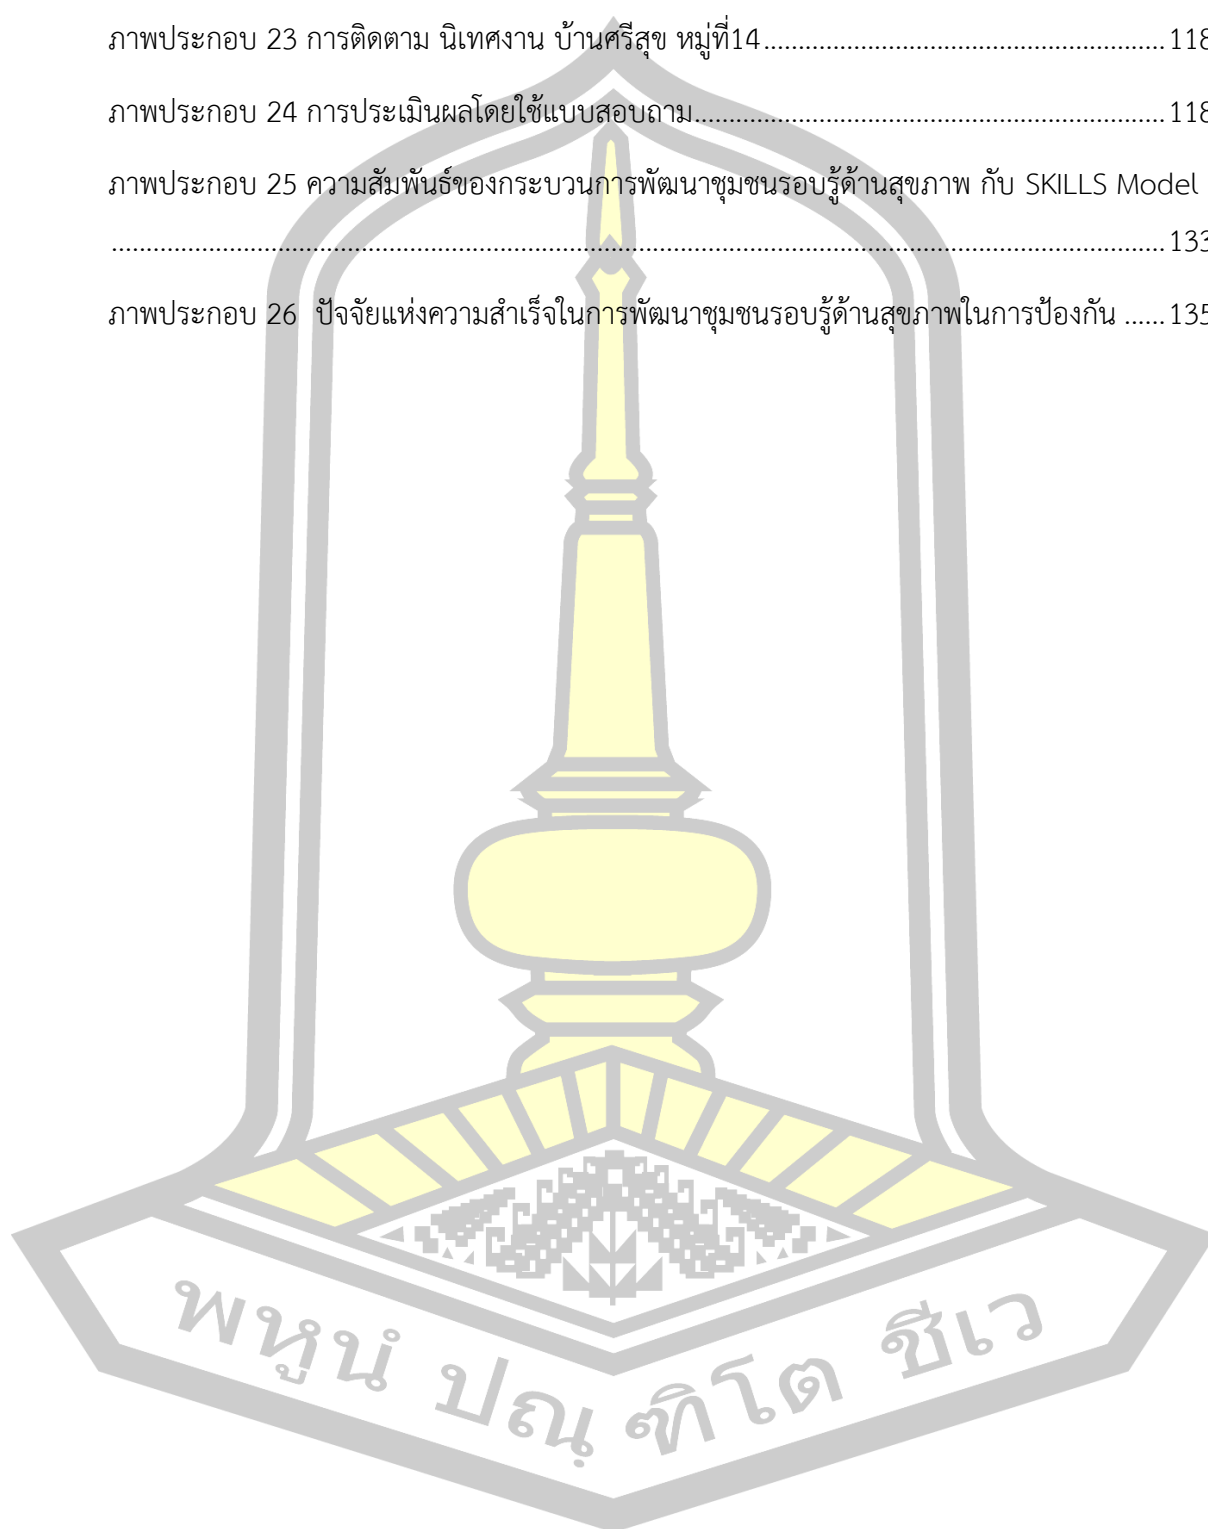 ภาพประกอบ 23 การติดตาม นิเทศงาน บ้านศรีสุข หมู่ที่14.......................................................118
ภาพประกอบ 24 การประเมินผลโดยใช้แบบสอบถาม................................................................118
ภาพประกอบ 25 ความสัมพันธ์ของกระบวนการพัฒนาชุมชนรอบรู้ด้านสุขภาพ กับ SKILLS Model
................................................................................................................................................133
ภาพประกอบ 26 ปัจจัยแห่งความสำเร็จในการพัฒนาชุมชนรอบรู้ด้านสุขภาพในการป้องกัน ......135
พหูนํ ปณฺฑิโต ชีเว